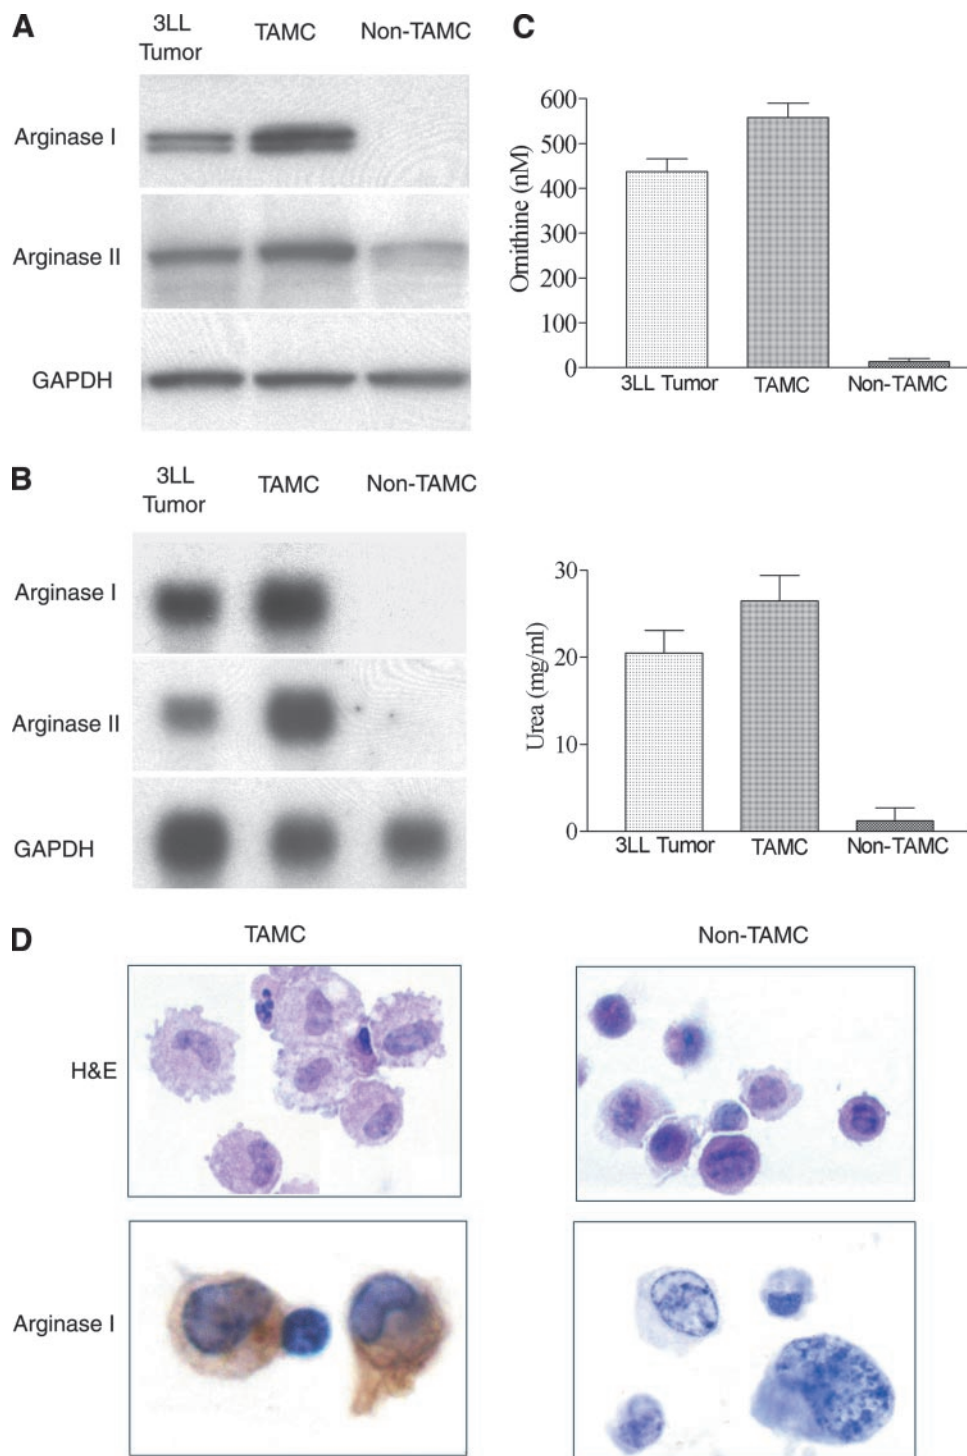 A
3LL
Tumor
TAMC
Non-TAMC
Arginase I
Arginase II
GAPDH
C
600
500
400
300
200
100
0
Ornithine (nM)
3LL Tumor
TAMC
Non-TAMC
B
3LL
Tumor
TAMC
Non-TAMC
Arginase I
Arginase II
GAPDH
30
20
10
0
Urea (mg/ml)
3LL Tumor
TAMC
Non-TAMC
D
TAMC
Non-TAMC
H&E
Arginase I